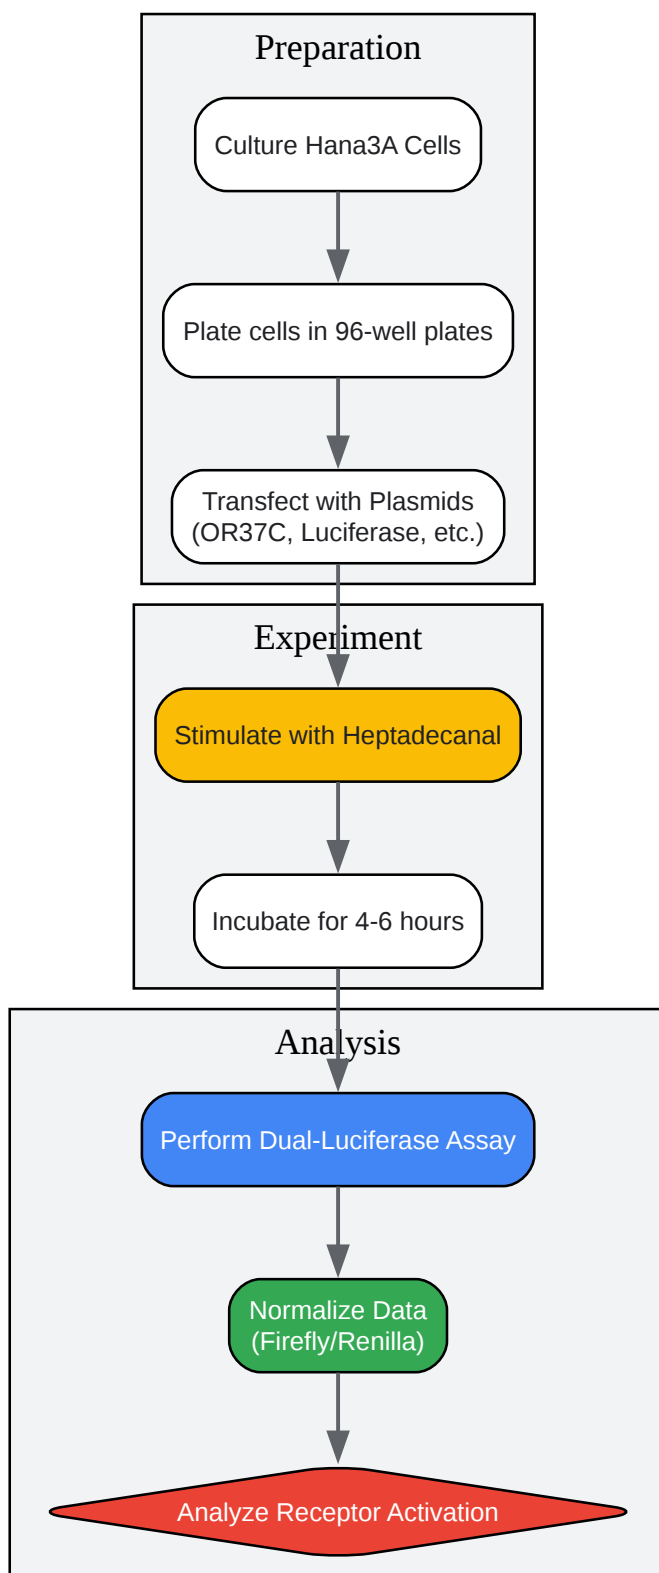 Preparation
Culture Hana3A Cells
Plate cells in 96-well plates
Transfect with Plasmids
(OR37C, Luciferase, etc.)
Experiment
Stimulate with Heptadecanal
Incubate for 4-6 hours
Analysis
Perform Dual-Luciferase Assay
Normalize Data
(Firefly/Renilla)
Analyze Receptor Activation